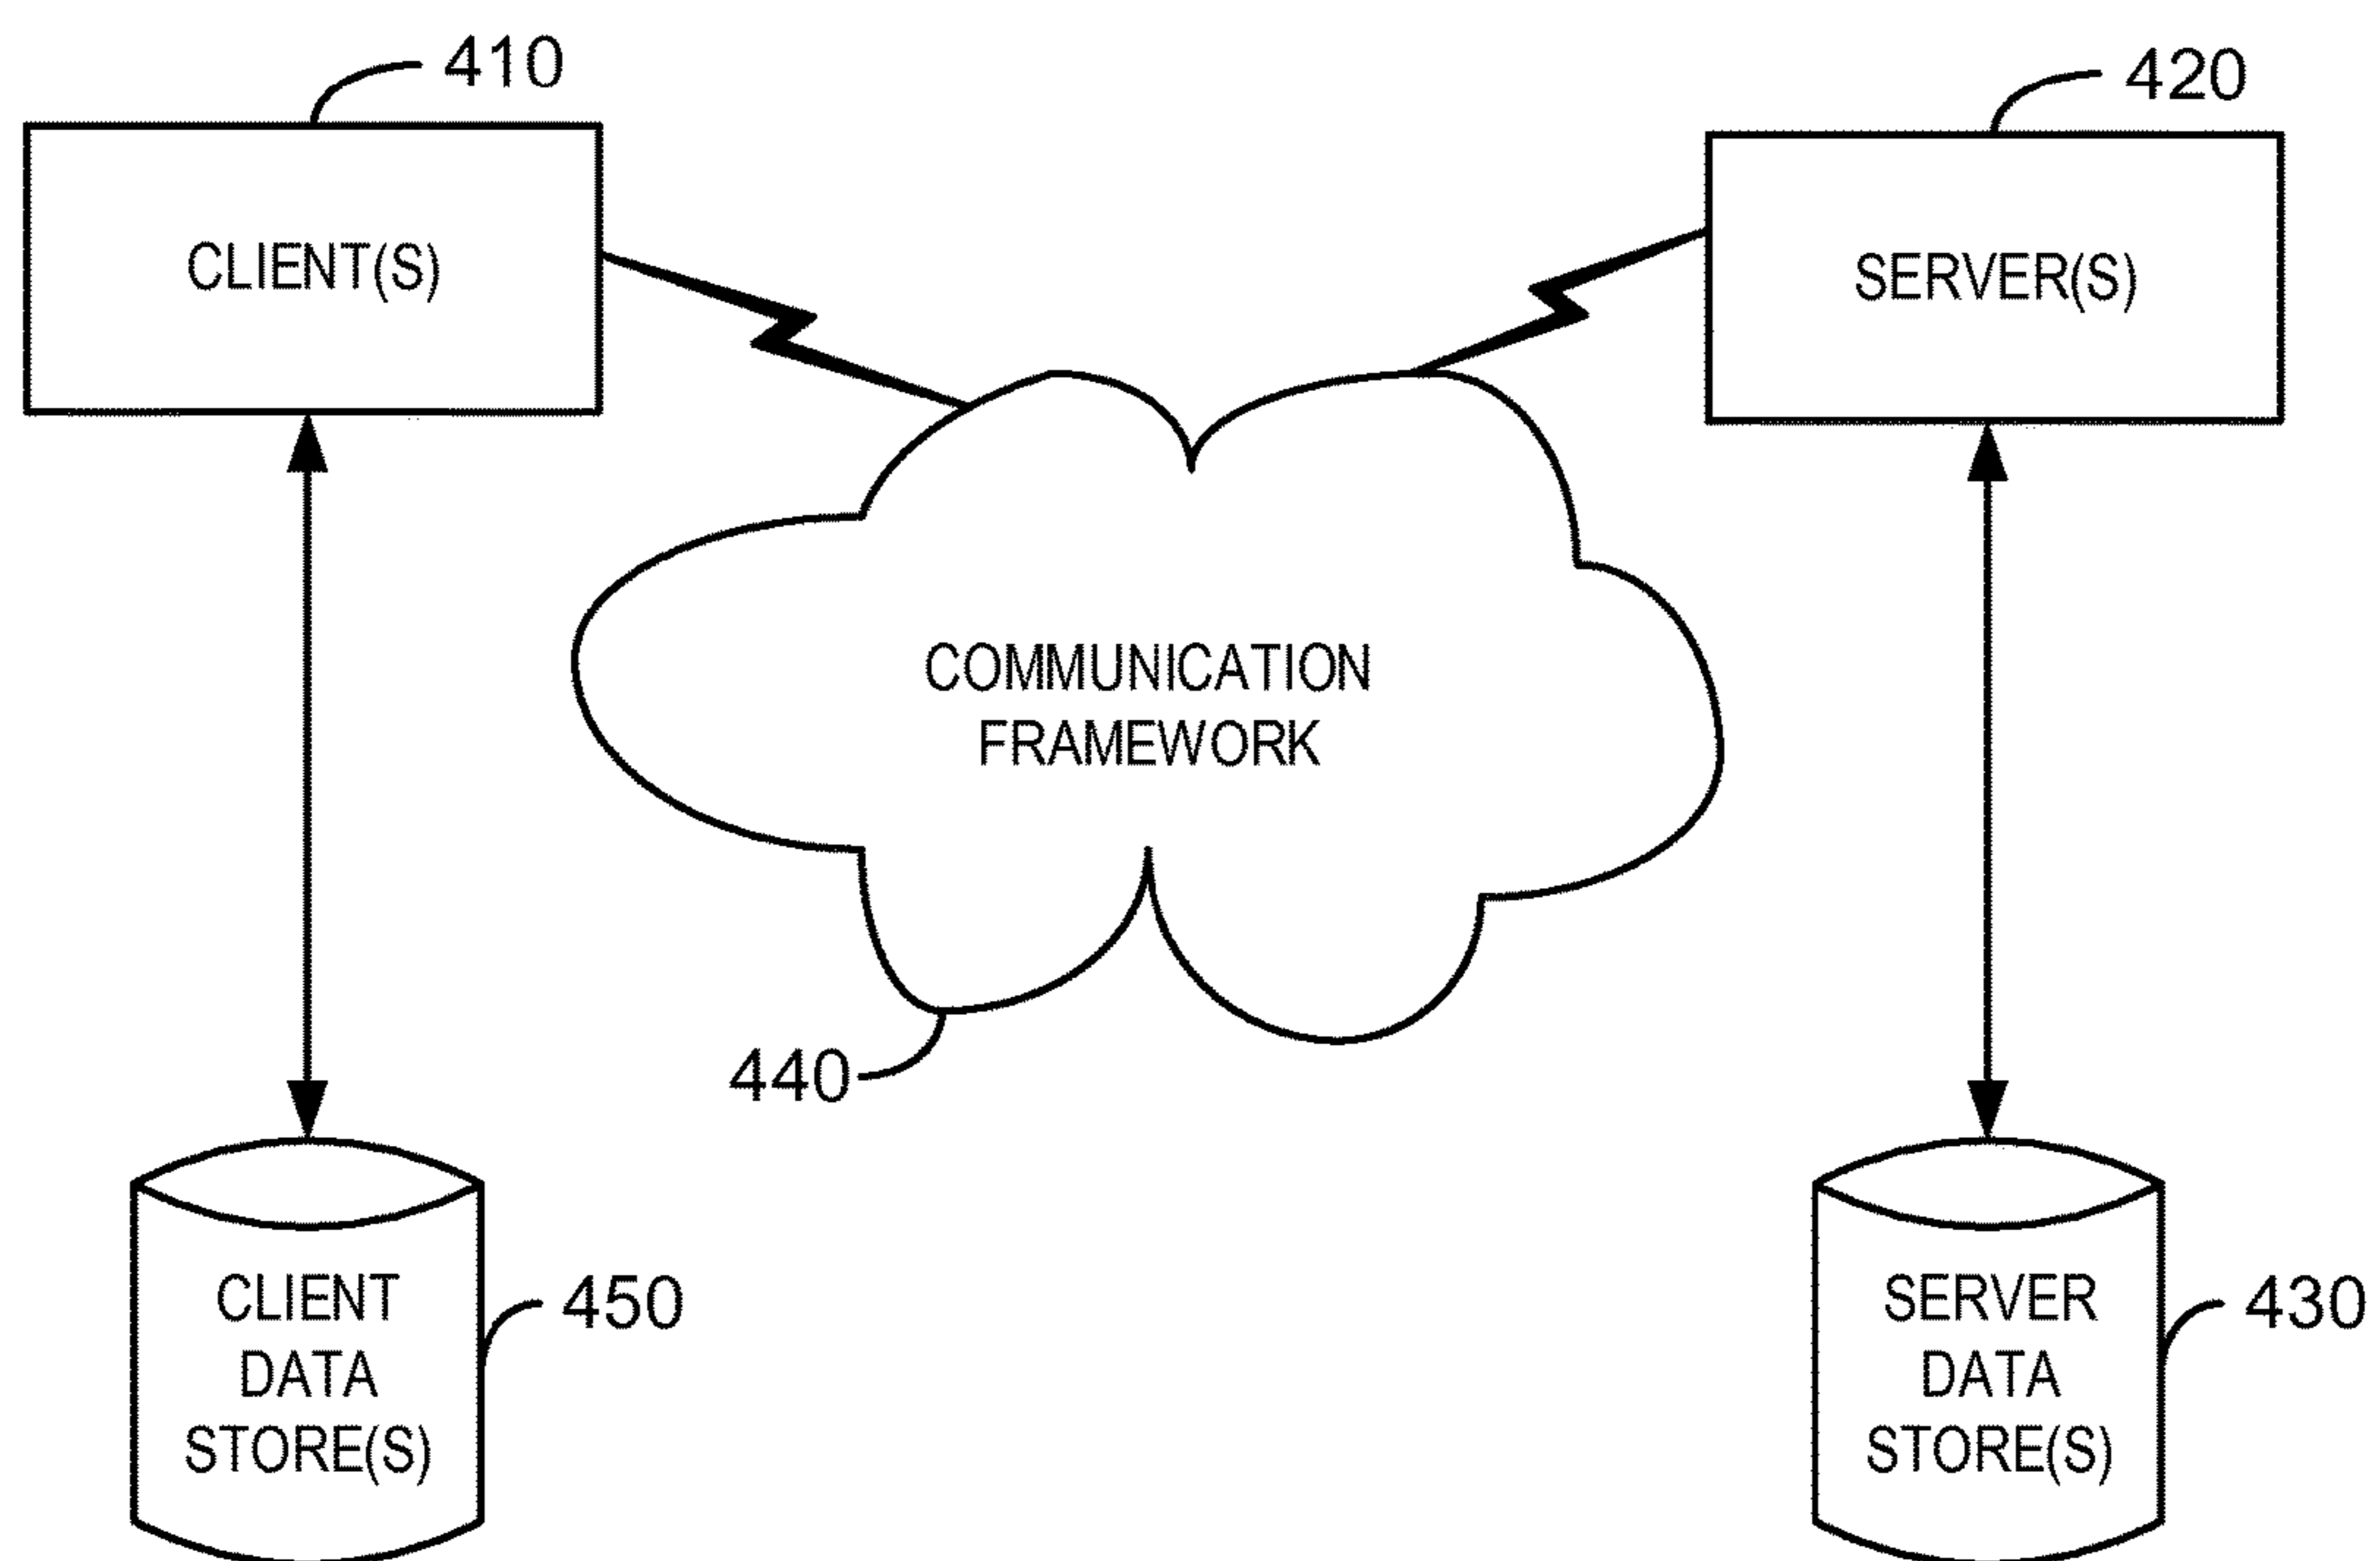 410
420
CLIENT(S)
SERVER(S)
COMMUNICATION
FRAMEWORK
440
CLIENT
DATA
STORE(S)
450
SERVER
DATA
STORE(S)
430